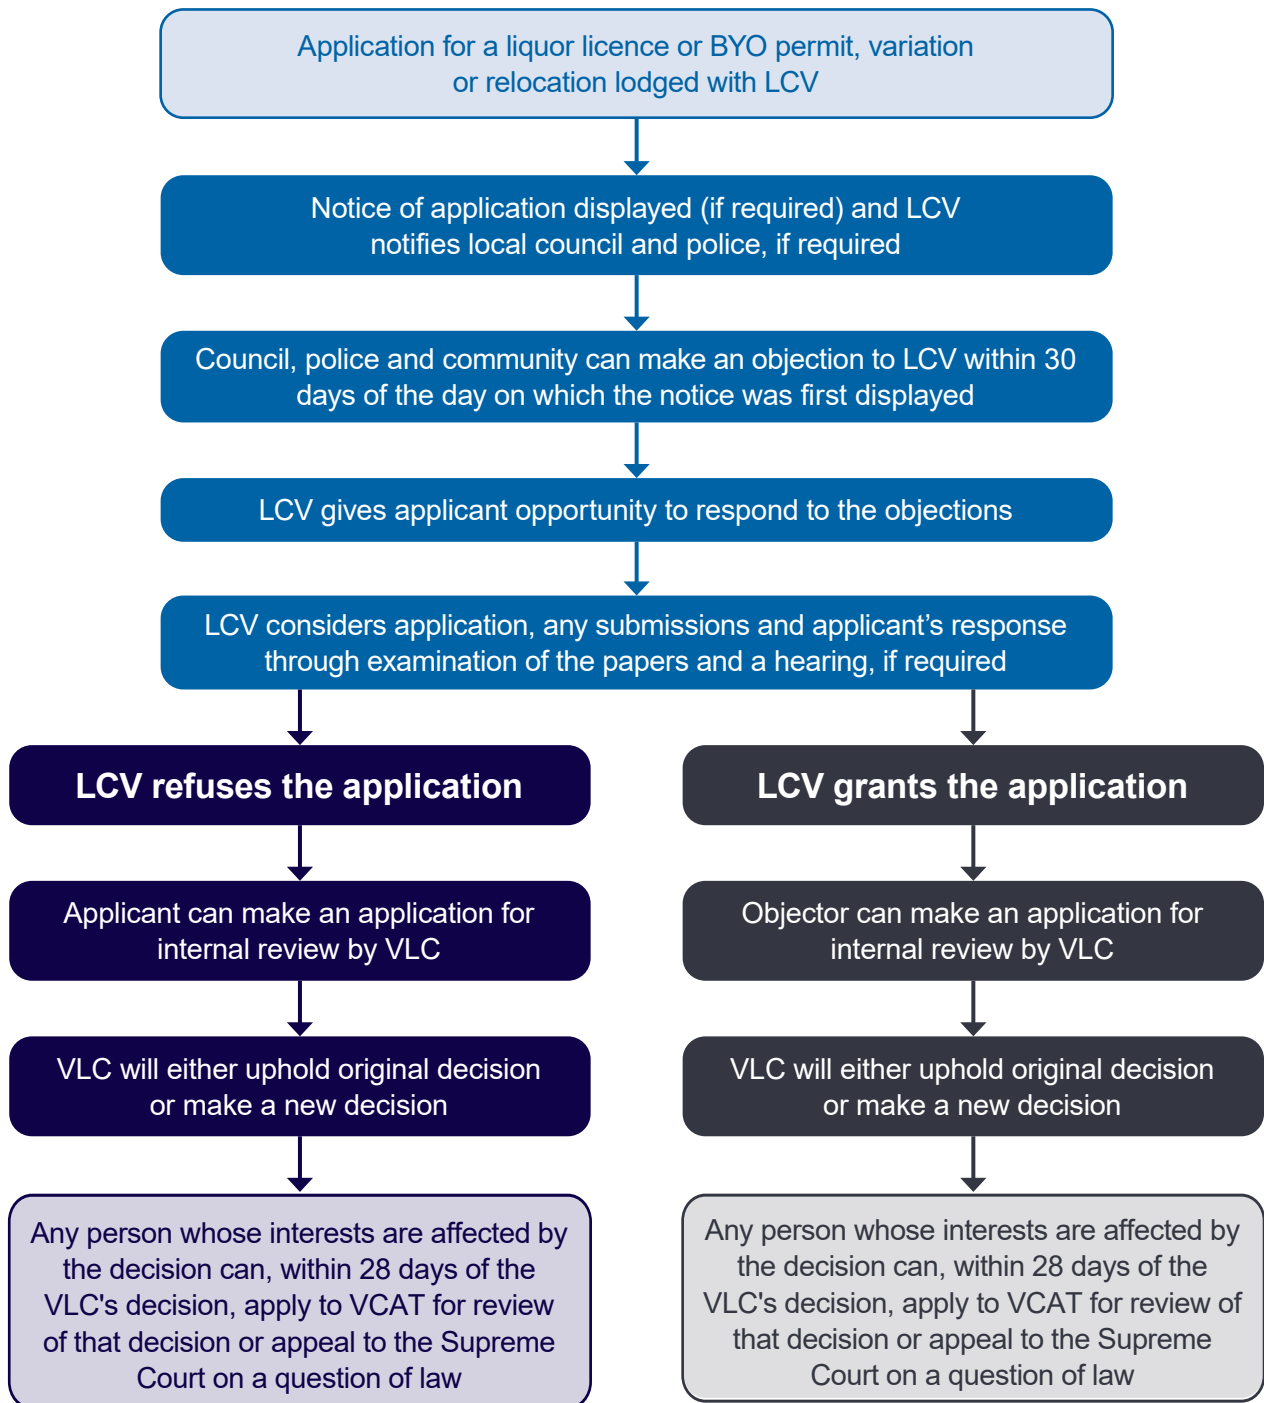 Application for a liquor licence or BYO permit, variation
or relocation lodged with LCV
Notice of application displayed (if required) and LCV
notifies local council and police, if required
Council, police and community can make an objection to LCV within 30
days of the day on which the notice was first displayed
LCV gives applicant opportunity to respond to the objections
LCV considers application, any submissions and applicant’s response
through examination of the papers and a hearing, if required
LCV refuses the application
Applicant can make an application for
internal review by VLC
VLC will either uphold original decision
or make a new decision
Any person whose interests are affected by
the decision can, within 28 days of the
VLC's decision, apply to VCAT for review
of that decision or appeal to the Supreme
Court on a question of law
LCV grants the application
Objector can make an application for
internal review by VLC
VLC will either uphold original decision
or make a new decision
Any person whose interests are affected by
the decision can, within 28 days of the
VLC's decision, apply to VCAT for review of
that decision or appeal to the Supreme
Court on a question of law